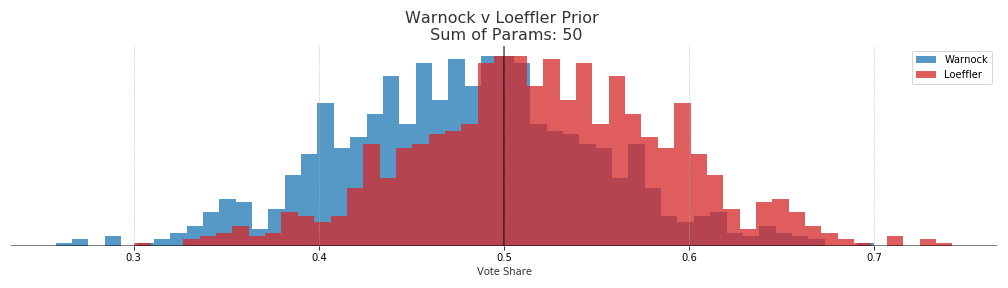 Warnock v Loeffler Prior
Sum of Params: 50
Warnock
Loeffler
0.3 0.4 0.5 0.6 0.7
Vote Share